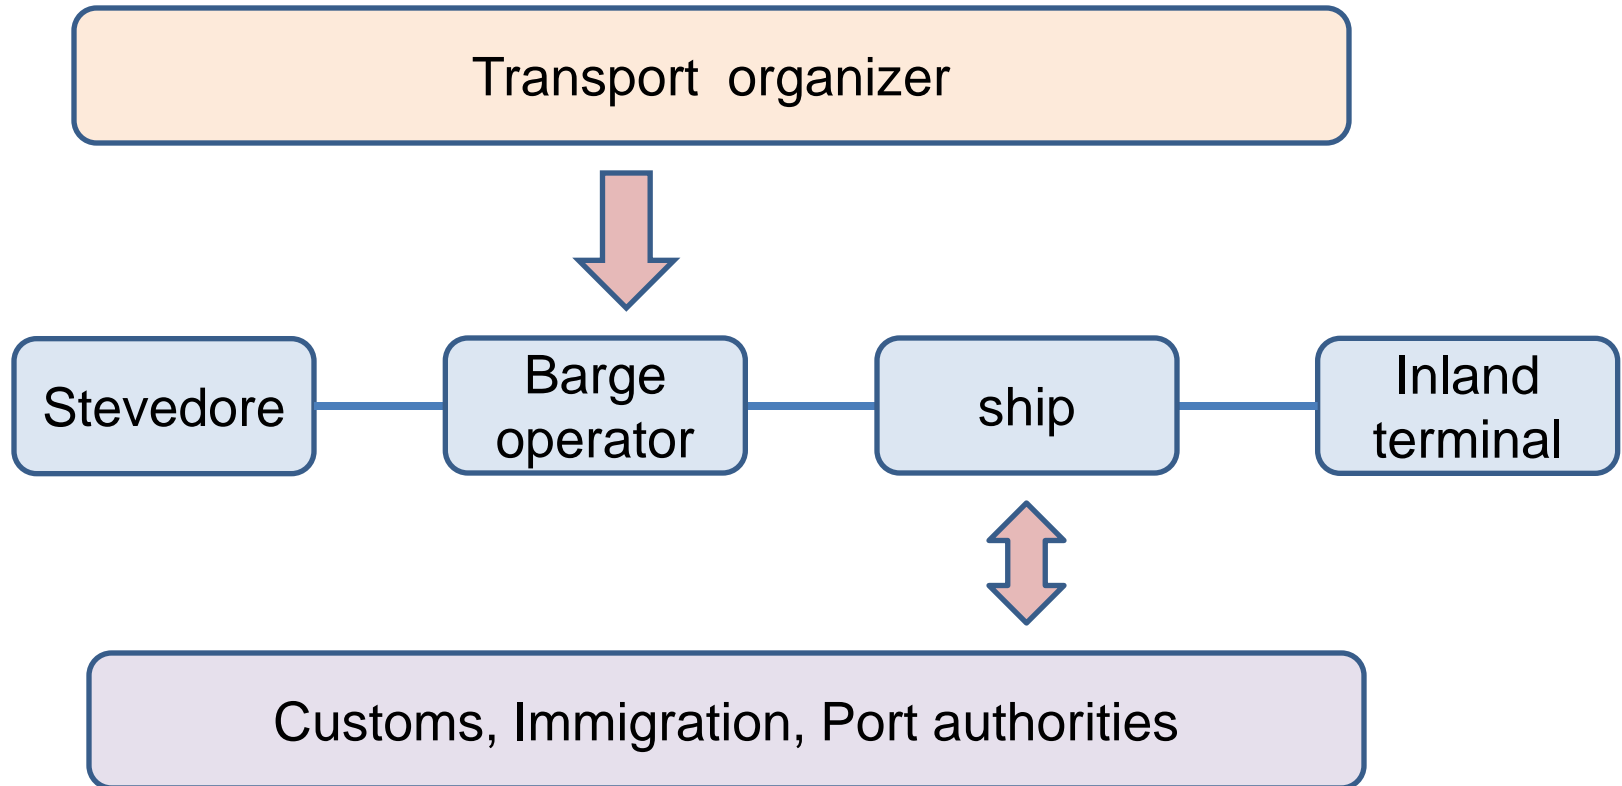 Transport organizer
Stevedore
Barge
operator
ship
Inland
terminal
Customs, Immigration, Port authorities